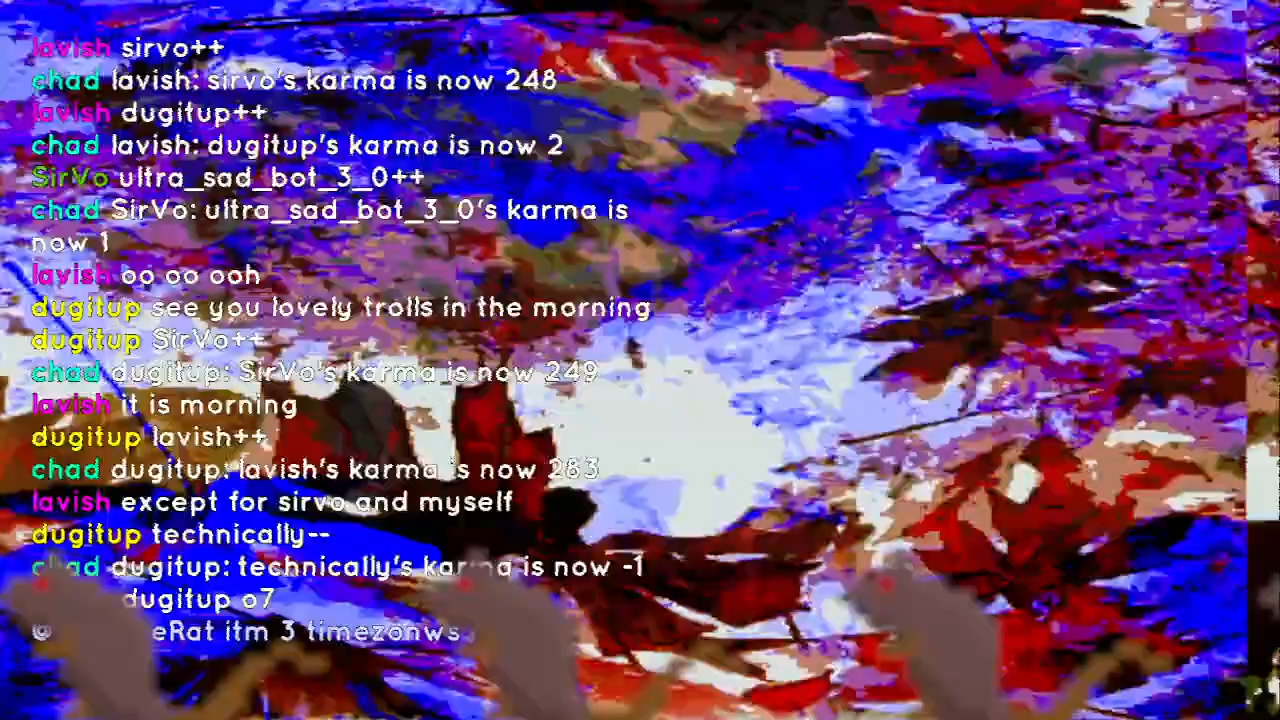 lavish sirvo++
chad lavish: sirvo's karma is now 248
lavish dugitup++
chad lavish: dugitup's karma is now 2
SirVo ultra_sad_bot_3_0++
chad SirVo: ultra_sad_bot_3_0's karma is
now 1
lavish oo oo ooh
dugitup see you lovely trolls in the morning
dugitup SirVo++
chad dugitup: SirVo's karma is now 249
lavish it is morning
dugitup lavish++
chad dugitup: lavish's karma is now 283
lavish except for sirvo and myself
dugitup technically--
chad dugitup: technically's karma is now -1
dugitup o7
itm 3 timezonws